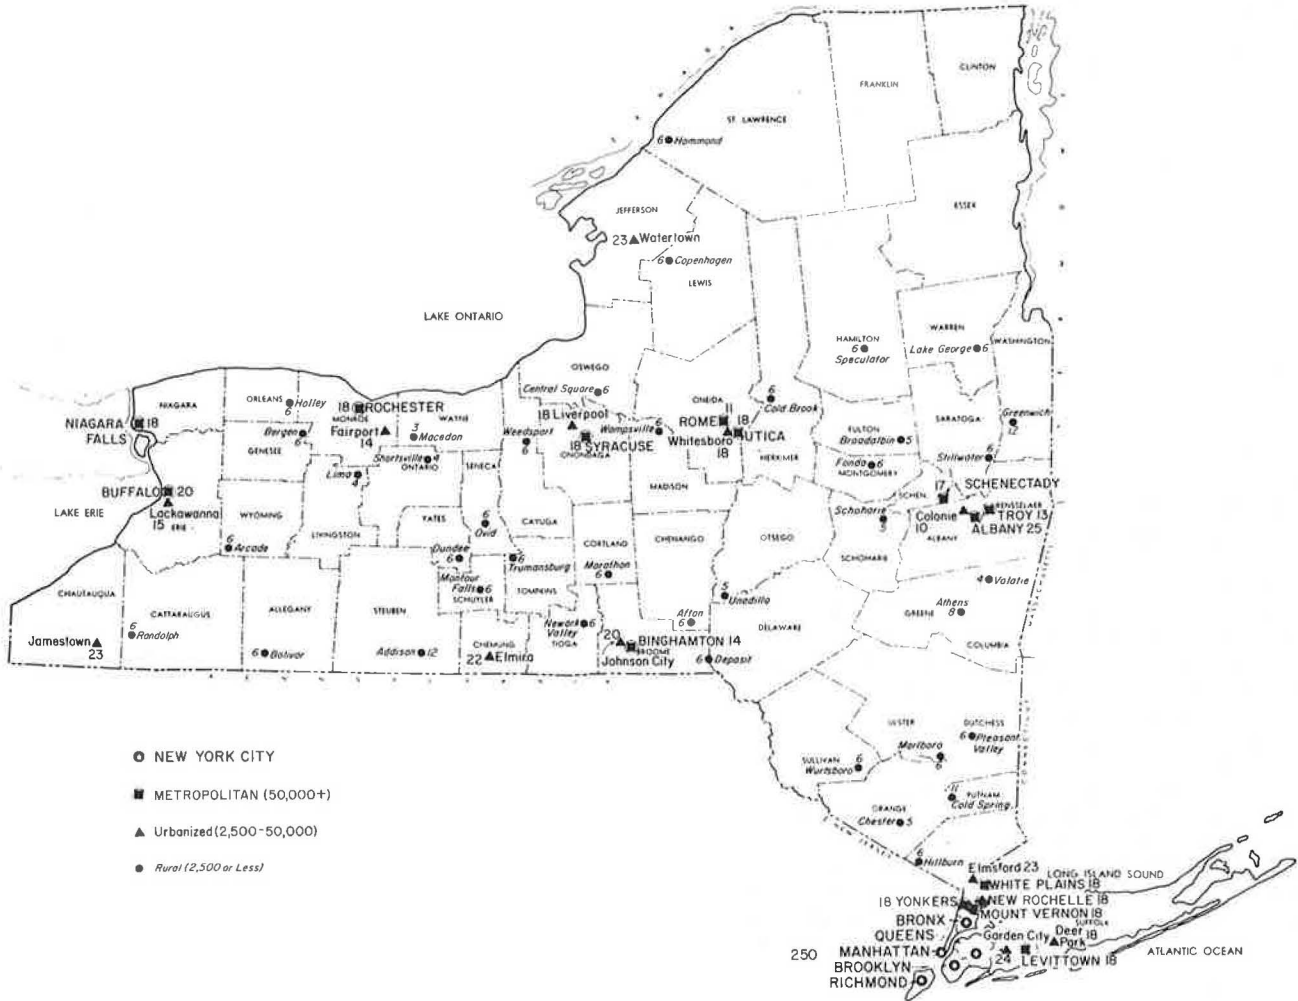 CLINTON
FRANKLIN
ST. LAWRENCE
6 Hammond
ESSEX
JEFFERSON
23 Watertown
6 Copenhagen
LEWIS
LAKE ONTARIO
HAMILTON
6
Speculator
WARREN
Lake George 6
WASHINGTON
OSWEGO
Central Square 6
ORLEANS
6 Holley
NIAGARA
NIAGARA 18
FALLS
18 ROCHESTER
MONROE
Fairport
14
WAYNE
3
Macedon
Bergen
6
GENESEE
Shortsville 4
ONTARIO
Lima
4
SENECA
Weedsport
6
18 Liverpool
18 SYRACUSE
ONONDAGA
Wampsville 6
ONEIDA
11
ROME 18
UTICA
Whitesboro
18
6
Cold Brook
HERKIMER
FULTON
Broadalbin 5
Fonda 6
MONTGOMERY
SARATOGA
Greenwich
12
6
Stillwater
MADISON
BUFFALO 20
Lackawanna
15 ERIE
LAKE ERIE
WYOMING
LIVINGSTON
YATES
6
Ovid
CAYUGA
CORTLAND
CHENANGO
OTSEGO
Schoharie
5
SCHOHARIE
SCHEN.
17
SCHENECTADY
RENSSELAER
TROY 13
Colonie
10
ALBANY
ALBANY 25
6
Arcade
Dundee
6
6
Trumansburg
Marathon
6
Montour
Falls 6
SCHUYLER
TOMPKINS
CHAUTAUQUA
CATTARAUGUS
ALLEGANY
STEUBEN
5
Unadilla
DELAWARE
4 Valatie
GREENE
Athens
8
COLUMBIA
6
Randolph
Jamestown
23
6 Bolivar
Addison 12
CHEMUNG
22 Elmira
Newark 6
Valley
TIOGA
20
BINGHAMTON 14
BROOME
Johnson City
Afton
6
6 Deposit
ULSTER
DUTCHESS
6 Pleasant
Valley
Marlboro
6
SULLIVAN
6
Wurtsboro
11
PUTNAM
Cold Spring
ORANGE
Chester 5
6
Hillburn
NEW YORK CITY
METROPOLITAN (50,000+)
Urbanized (2,500-50,000)
Rural (2,500 or Less)
Elmsford 23
LONG ISLAND SOUND
WHITE PLAINS 18
18 YONKERS
NEW ROCHELLE 18
MOUNT VERNON 18
BRONX
SUFFOLK
QUEENS
Garden City
24
Deer
Park 18
250
MANHATTAN
LEVITTOWN 18
ATLANTIC OCEAN
BROOKLYN
RICHMOND